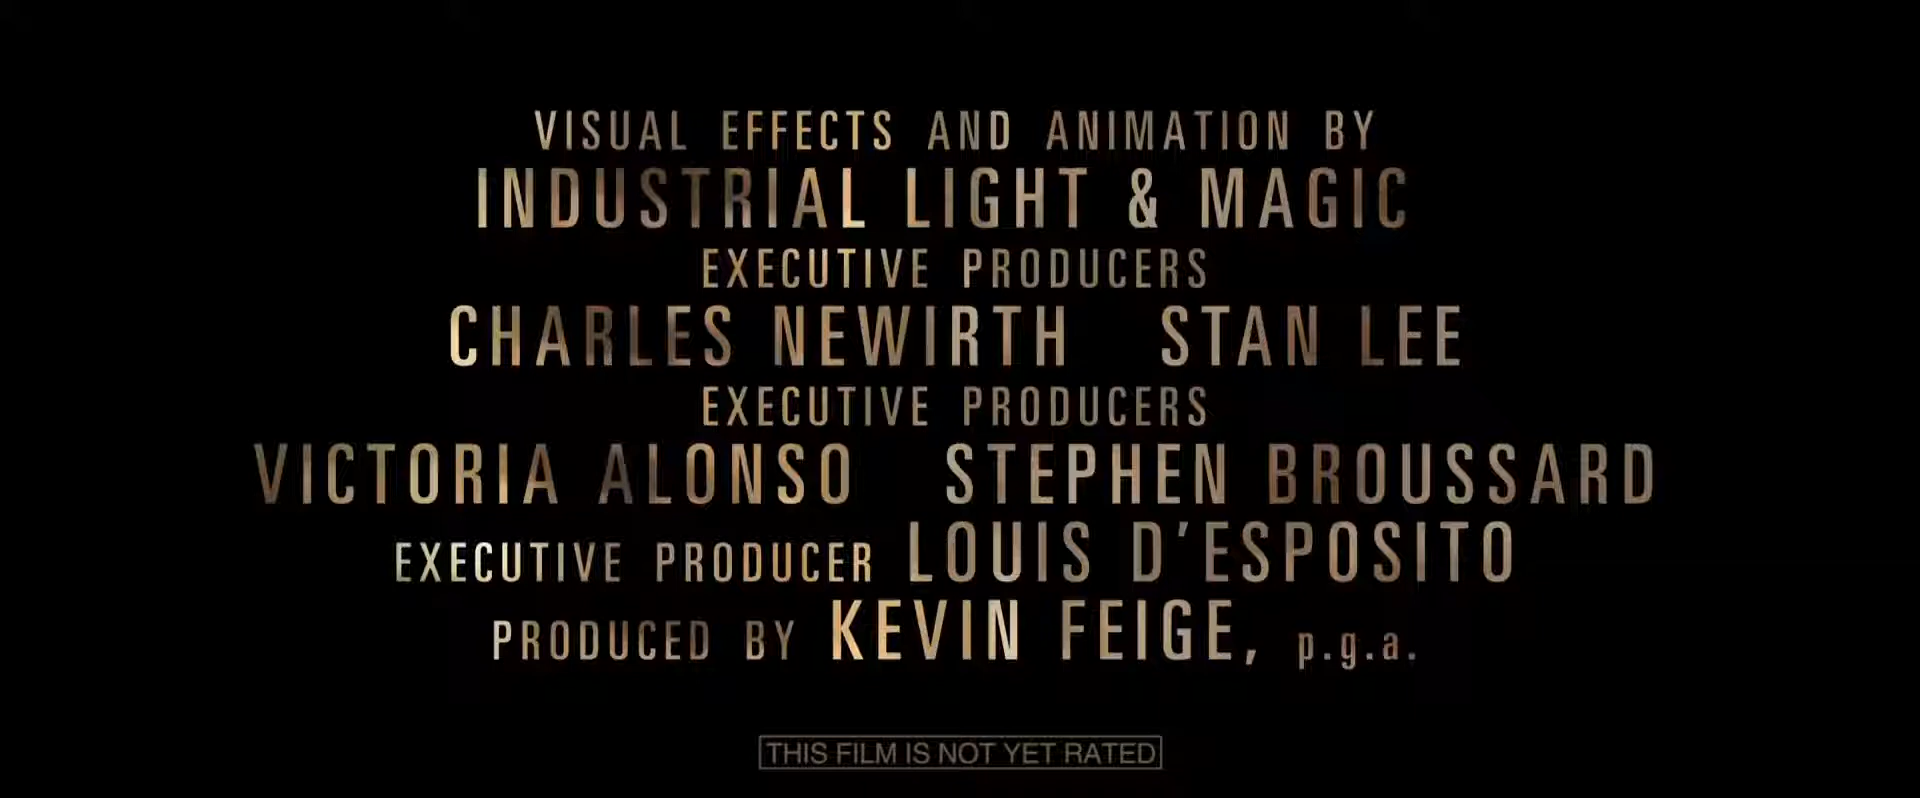 VISUAL EFFECTS AND ANIMATION BY
INDUSTRIAL LIGHT & MAGIC
EXECUTIVE PRODUCERS
CHARLES NEWIRTH STAN LEE
EXECUTIVE PRODUCERS
VICTORIA ALONSO STEPHEN BROUSSARD
EXECUTIVE PRODUCER LOUIS D'ESPOSITO
PRODUCED BY KEVIN FEIGE, p.g.a.
THIS FILM IS NOT YET RATED